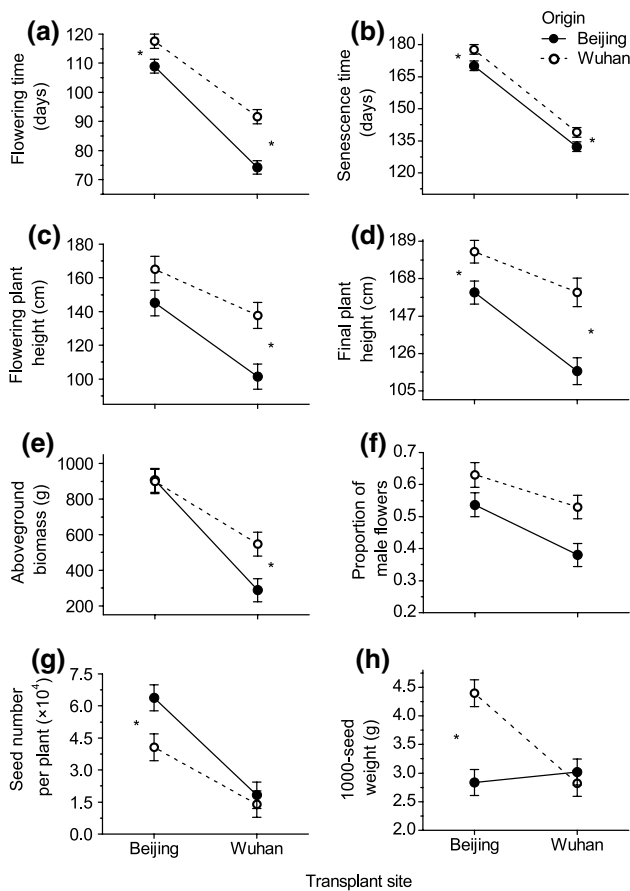 Origin
Beijing
Wuhan
(a)
Flowering time
(days)
120
110
100
90
80
70
*
*
(b)
Senescence time
(days)
180
165
150
135
130
*
*
(c)
Flowering plant
height (cm)
180
160
140
120
100
*
(d)
Final plant
height (cm)
189
168
147
126
105
*
*
(e)
Aboveground
biomass (g)
1000
800
600
400
200
*
(f)
Proportion of
male flowers
0.7
0.6
0.5
0.4
0.3
0.2
(g)
Seed number
per plant (×10⁴)
7.5
6.0
4.5
3.0
1.5
0.0
*
(h)
1000-seed
weight (g)
4.5
4.0
3.5
3.0
2.5
2.0
*
Beijing Wuhan
Beijing Wuhan
Transplant site